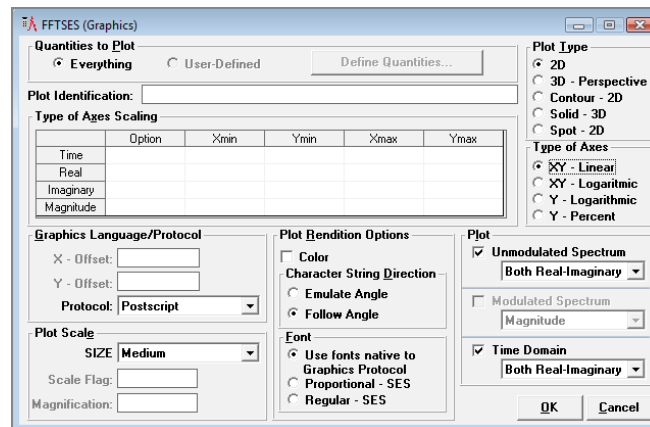 FFTSES (Graphics)
Quantities to Plot
Everything
User-Defined
Define Quantities...
Plot Identification:
Type of Axes Scaling
Option Xmin Ymin Xmax Ymax
Time
Real
Imaginary
Magnitude
Plot Type
2D
3D - Perspective
Contour - 2D
Solid - 3D
Spot - 2D
Type of Axes
XY - Linear
XY - Logaritmic
Y - Logarithmic
Y - Percent
Graphics Language/Protocol
X - Offset:
Y - Offset:
Protocol: Postscript
Plot Scale
SIZE Medium
Scale Flag:
Magnification:
Plot Rendition Options
Color
Character String Direction
Emulate Angle
Follow Angle
Font
Use fonts native to
Graphics Protocol
Proportional - SES
Regular - SES
Plot
Unmodulated Spectrum
Both Real-Imaginary
Modulated Spectrum
Magnitude
Time Domain
Both Real-Imaginary
OK Cancel